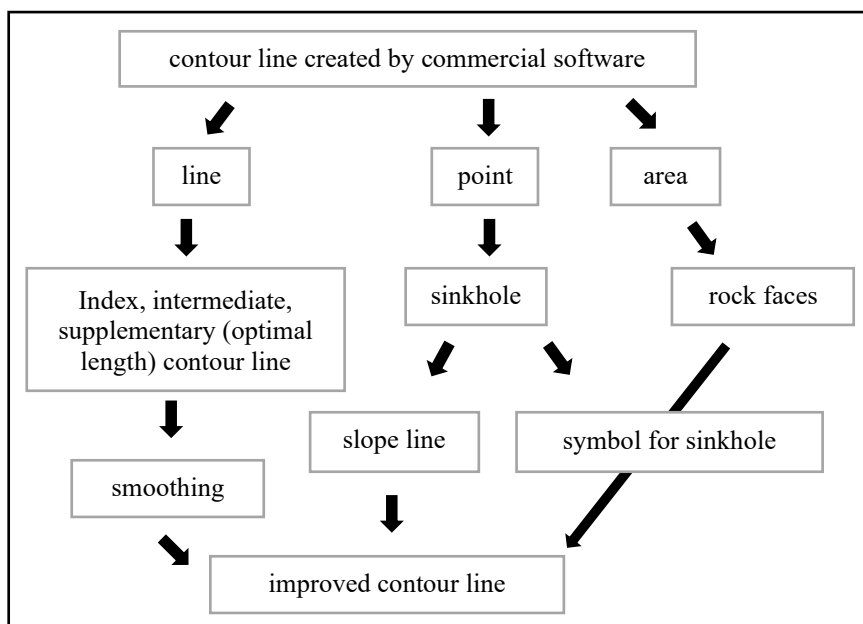 contour line created by commercial software
line
point
area
Index, intermediate,
supplementary (optimal
length) contour line
sinkhole
rock faces
slope line
symbol for sinkhole
smoothing
improved contour line